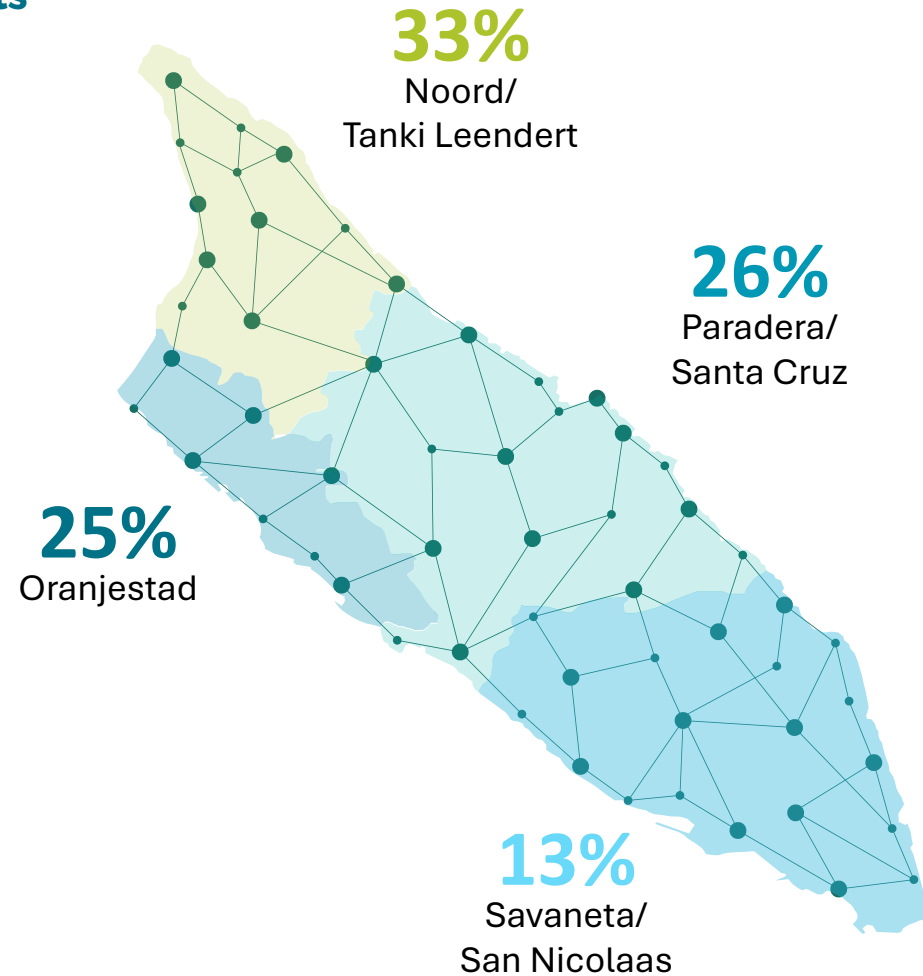 33%
Noord/
Tanki Leendert
26%
Paradera/
Santa Cruz
25%
Oranjestad
13%
Savaneta/
San Nicolaas